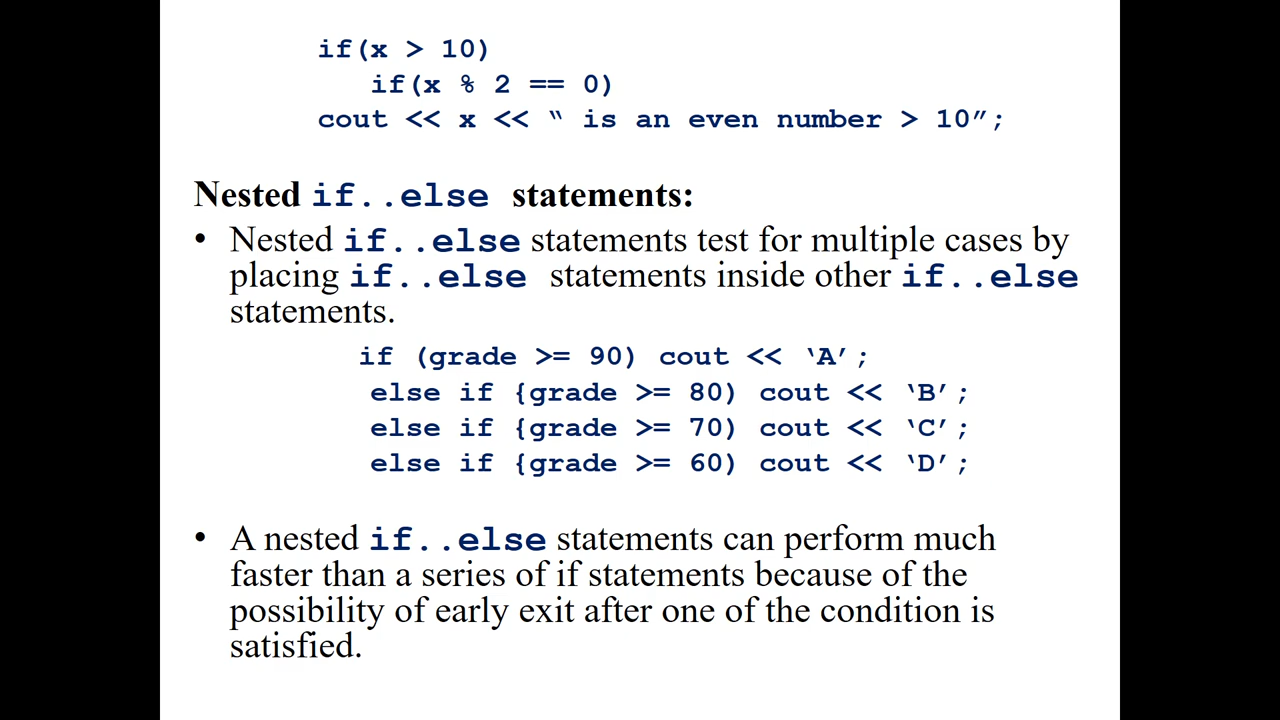 if(x > 10)
if(x % 2 == 0)
cout << x << “ is an even number > 10”;
Nested if..else statements:
• Nested if..else statements test for multiple cases by
placing if..else statements inside other if..else
statements.
if (grade >= 90) cout << ‘A’;
else if {grade >= 80) cout << ‘B’;
else if {grade >= 70) cout << ‘C’;
else if {grade >= 60) cout << ‘D’;
• A nested if..else statements can perform much
faster than a series of if statements because of the
possibility of early exit after one of the condition is
satisfied.